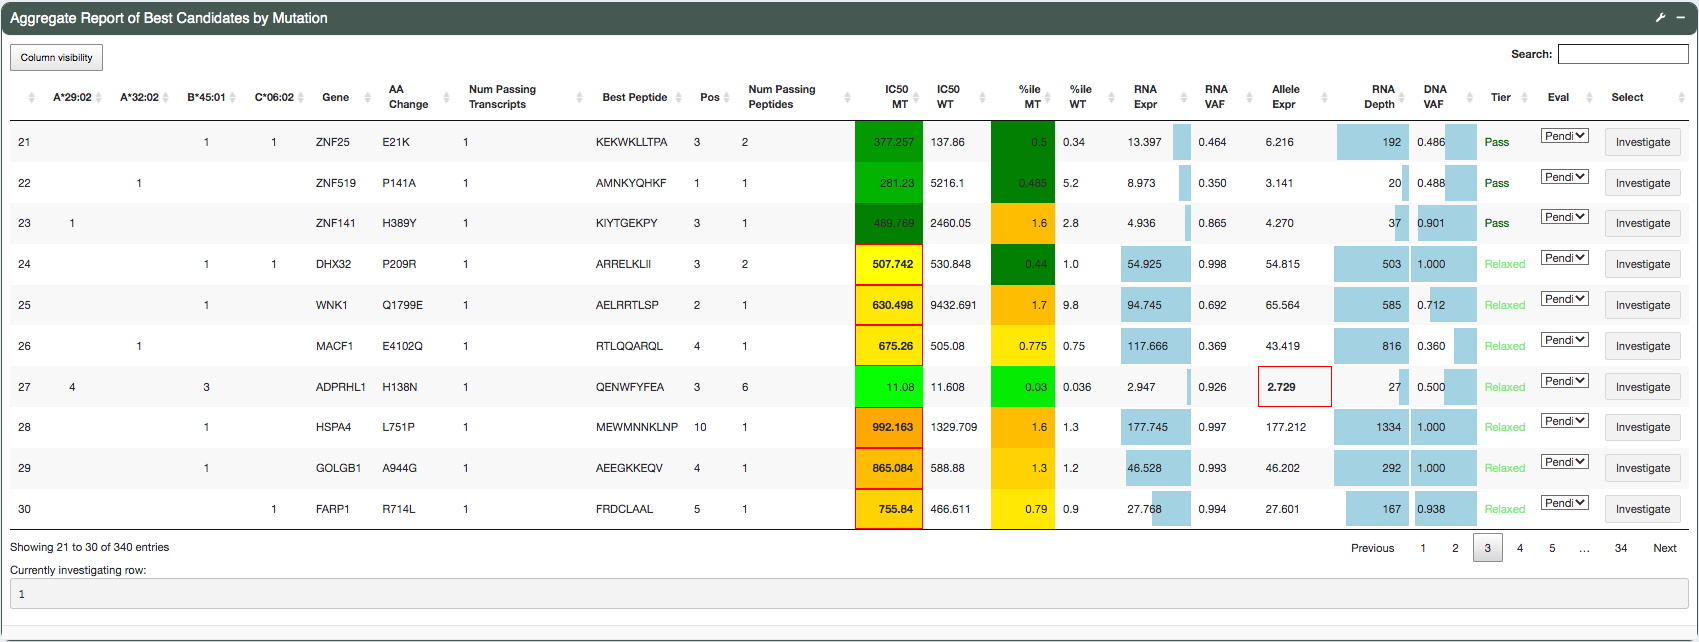 Aggregate Report of Best Candidates by Mutation
Column visibility
Search:
A*29:02 A*32:02 B*45:01 C*06:02 Gene AA Change Num Passing Transcripts Best Peptide Pos Num Passing Peptides IC50 MT IC50 WT %ile MT %ile WT RNA Expr RNA VAF Allele Expr RNA Depth DNA VAF Tier Eval Select
21 1 1 ZNF25 E21K 1 KEKWKLLTPA 3 2 377.257 137.86 0.5 0.34 13.397 0.464 6.216 192 0.486 Pass Pendi Investigate
22 1 ZNF519 P141A 1 AMNKYQHKF 1 1 281.23 5216.1 0.485 5.2 8.973 0.350 3.141 20 0.488 Pass Pendi Investigate
23 1 ZNF141 H389Y 1 KIYTGEKPY 3 1 469.769 2460.05 1.6 2.8 4.936 0.865 4.270 37 0.901 Pass Pendi Investigate
24 1 1 DHX32 P209R 1 ARRELKLII 3 2 507.742 530.848 0.44 1.0 54.925 0.998 54.815 503 1.000 Relaxed Pendi Investigate
25 1 WNK1 Q1799E 1 AELRRTLSP 2 1 630.498 9432.691 1.7 9.8 94.745 0.692 65.564 585 0.712 Relaxed Pendi Investigate
26 1 MACF1 E4102Q 1 RTLQQARQL 4 1 675.26 505.08 0.775 0.75 117.666 0.369 43.419 816 0.360 Relaxed Pendi Investigate
27 4 3 ADPRHL1 H138N 1 QENWFYFEA 3 6 11.08 11.608 0.03 0.036 2.947 0.926 2.729 27 0.500 Relaxed Pendi Investigate
28 1 HSPA4 L751P 1 MEWMNNKLNP 10 1 992.163 1329.709 1.6 1.3 177.745 0.997 177.212 1334 1.000 Relaxed Pendi Investigate
29 1 GOLGB1 A944G 1 AEEGKKEQV 4 1 865.084 588.88 1.3 1.2 46.528 0.993 46.202 292 1.000 Relaxed Pendi Investigate
30 1 FARP1 R714L 1 FRDCLAAL 5 1 755.84 466.611 0.79 0.9 27.768 0.994 27.601 167 0.938 Relaxed Pendi Investigate
Showing 21 to 30 of 340 entries
Previous 1 2 3 4 5 … 34 Next
Currently investigating row:
1